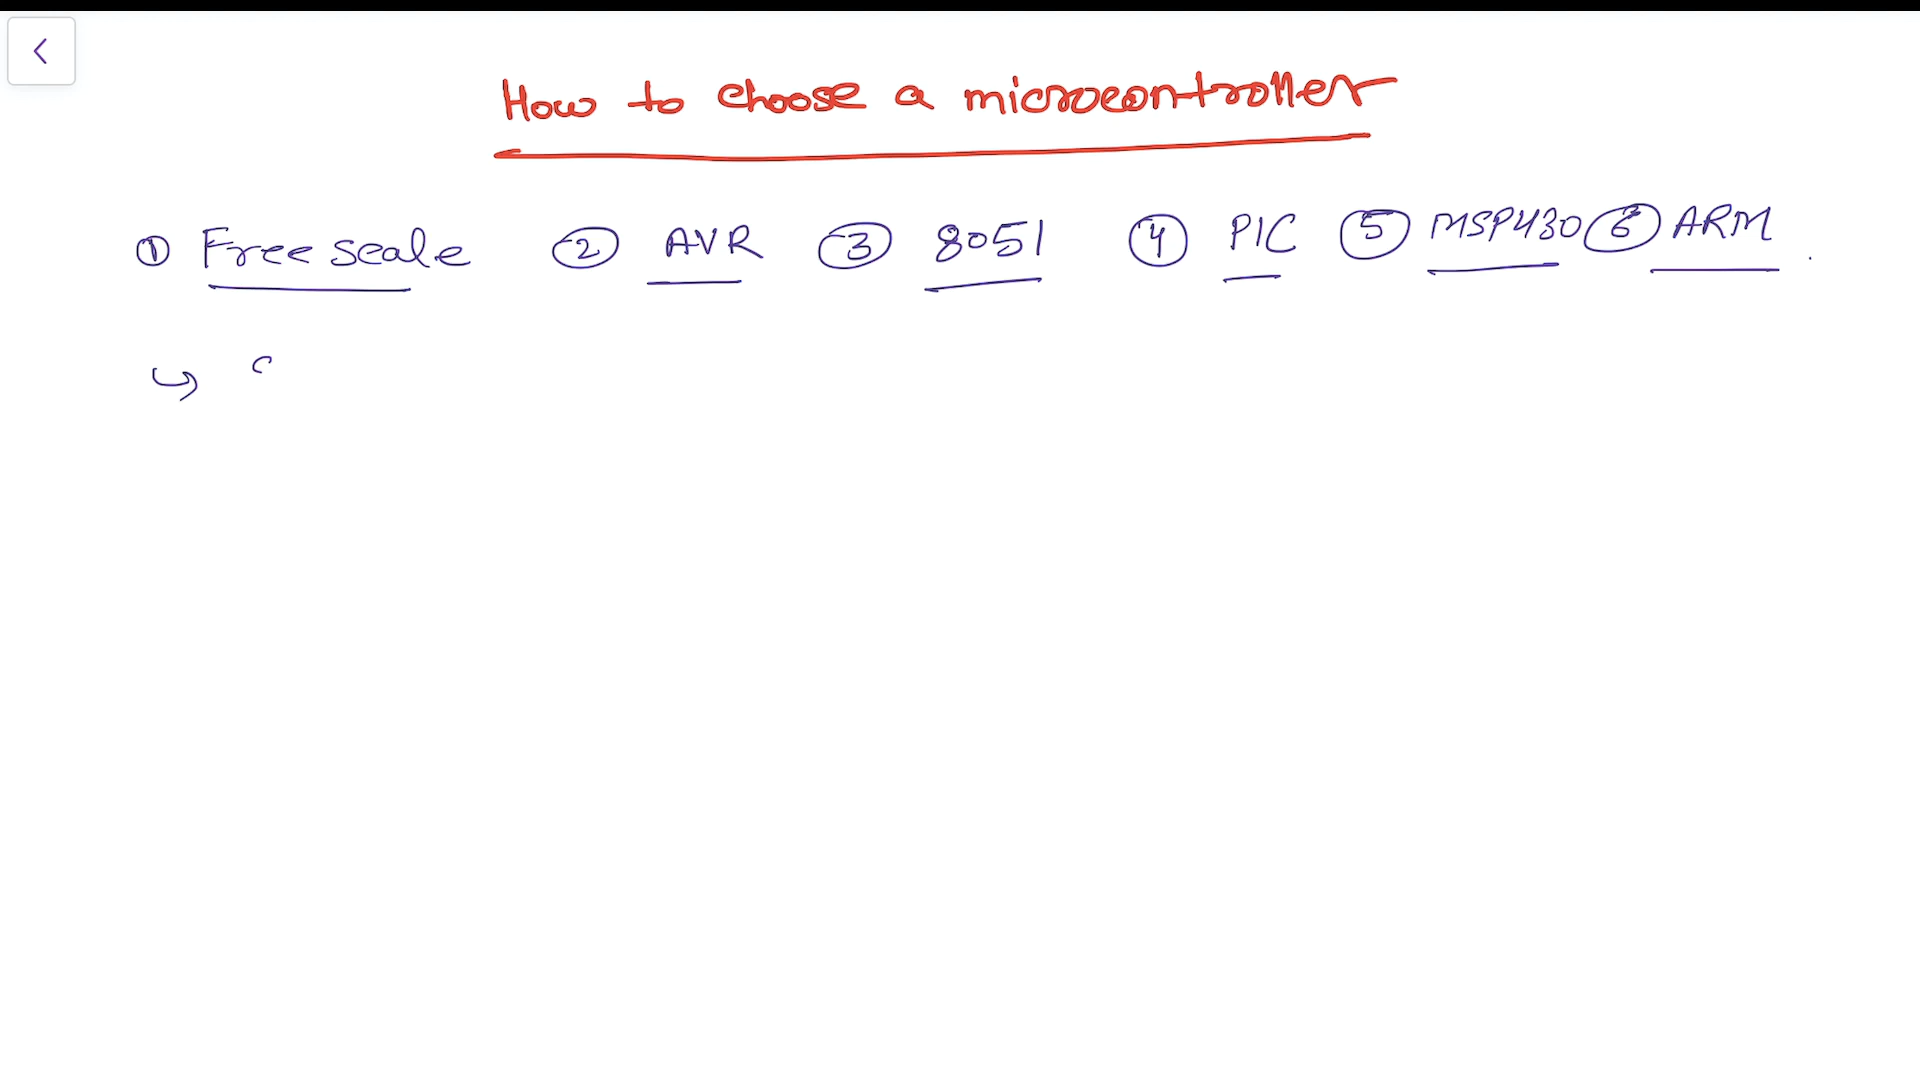 How to choose a microcontroller
① Free scale ② AVR ③ 8051 ④ PIC ⑤ MSP430 ⑥ ARM